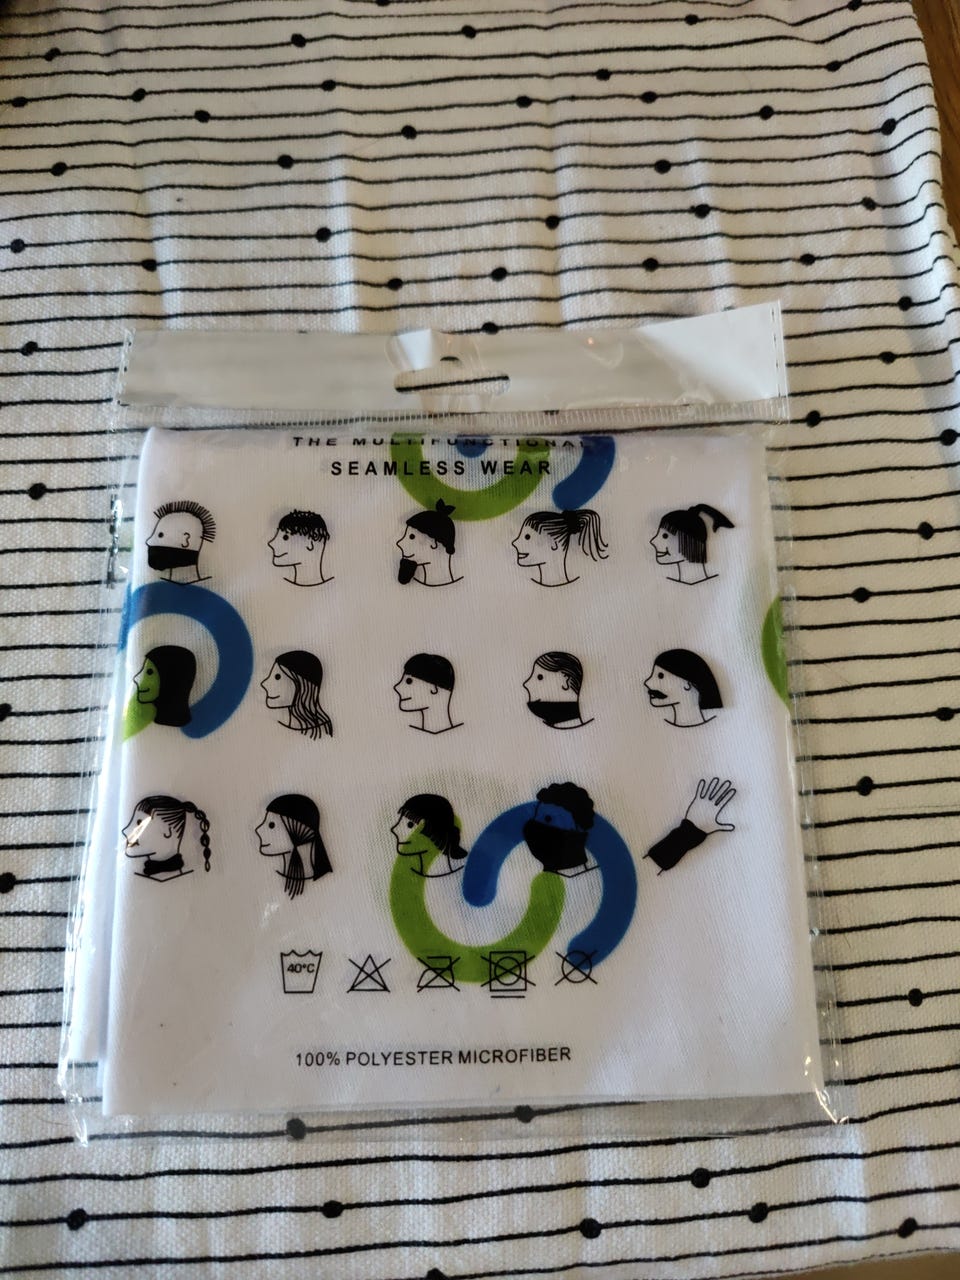 THE MULTIFUNCTIONAL
SEAMLESS WEAR
40°C
100% POLYESTER MICROFIBER